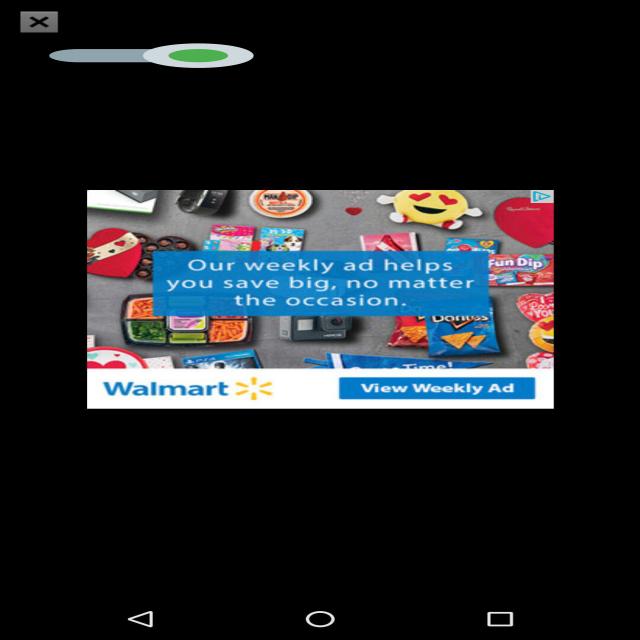 Our weekly ad helps
you save big, no matter
the occasion.
Fun Dip
Doritos
Time!
Walmart
View Weekly Ad